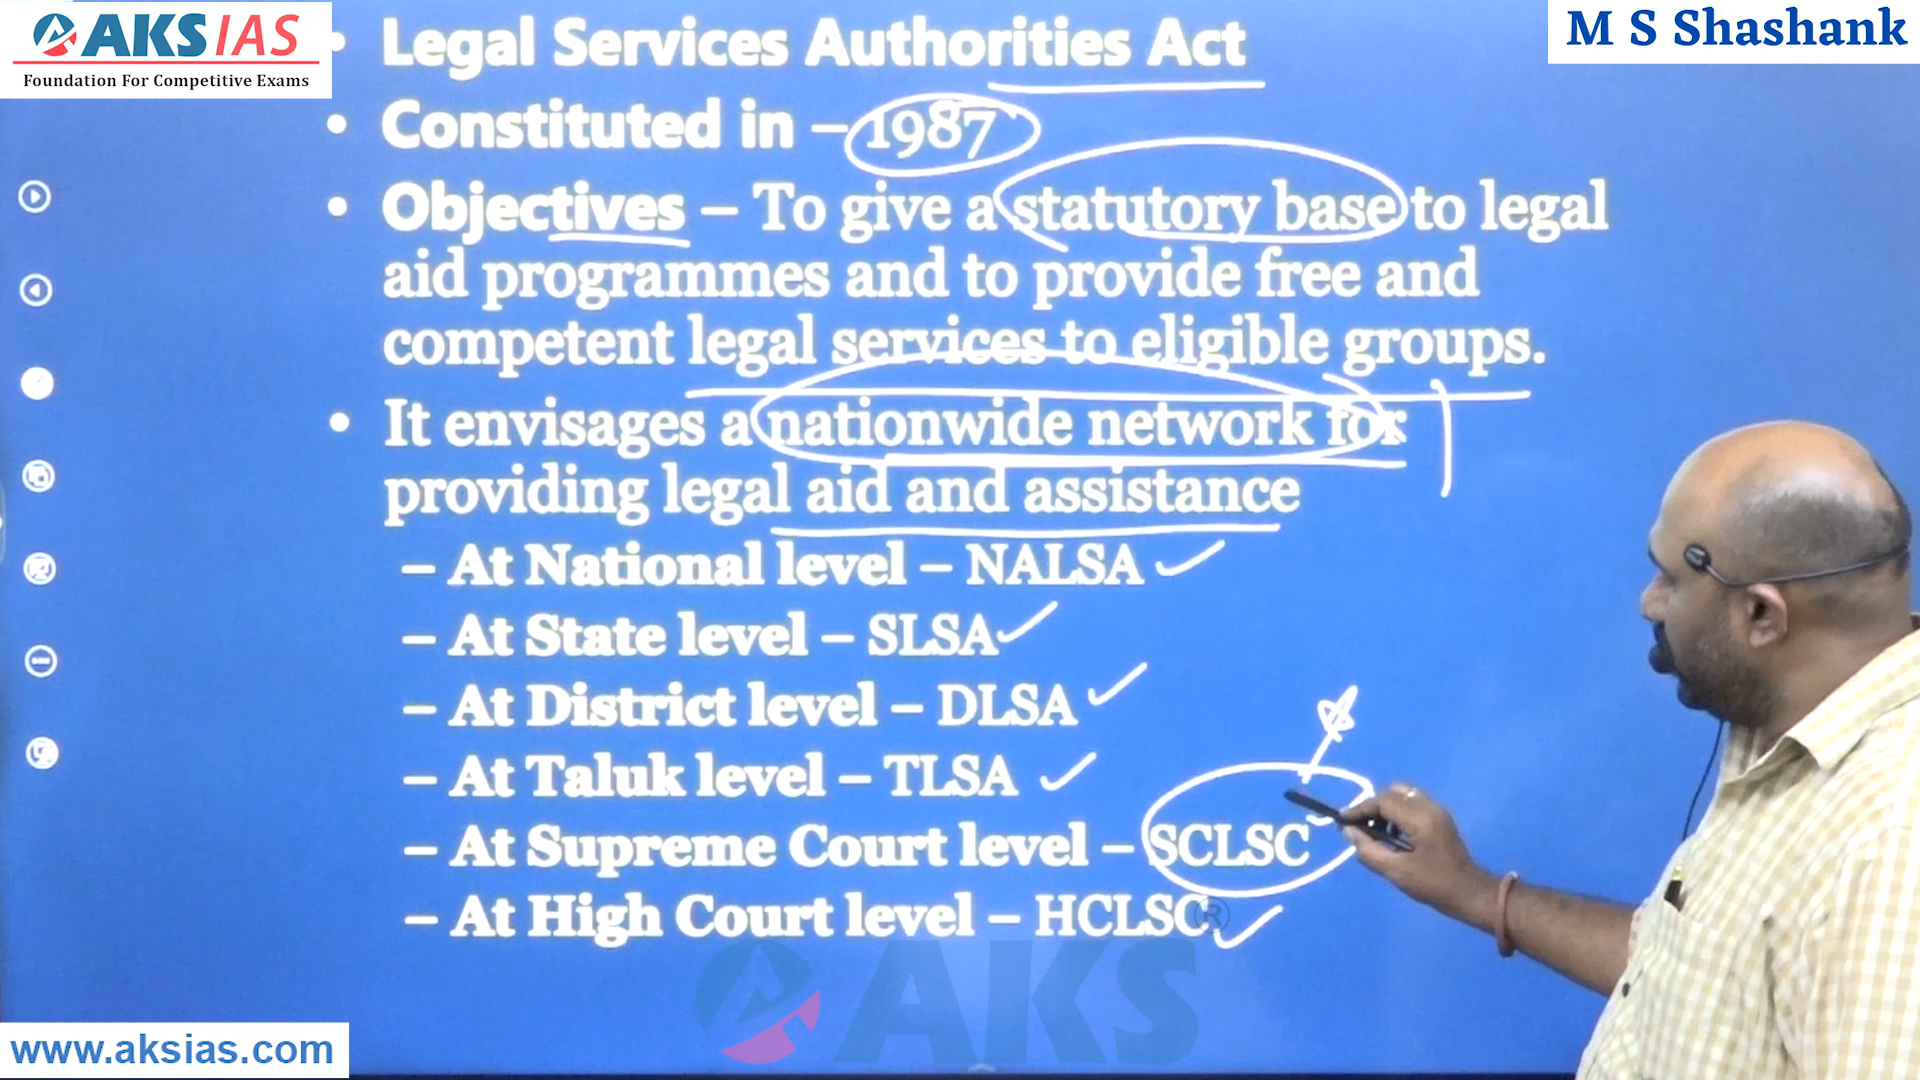 AKS IAS
Foundation For Competitive Exams
M S Shashank
• Legal Services Authorities Act
• Constituted in – 1987
• Objectives – To give a statutory base to legal
aid programmes and to provide free and
competent legal services to eligible groups.
• It envisages a nationwide network for
providing legal aid and assistance
– At National level – NALSA
– At State level – SLSA
– At District level – DLSA
– At Taluk level – TLSA
– At Supreme Court level – SCLSC
– At High Court level – HCLSC
AKS®
www.aksias.com